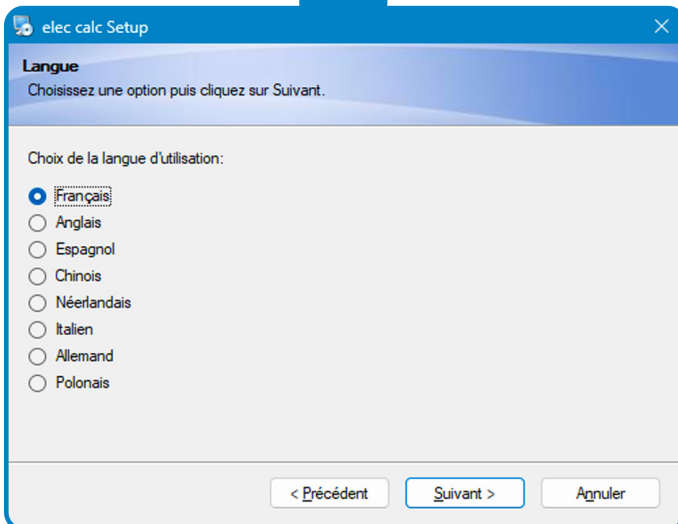 elec calc Setup
Langue
Choisissez une option puis cliquez sur Suivant.
Choix de la langue d'utilisation:
Français
Anglais
Espagnol
Chinois
Néerlandais
Italien
Allemand
Polonais
< Précédent
Suivant >
Annuler